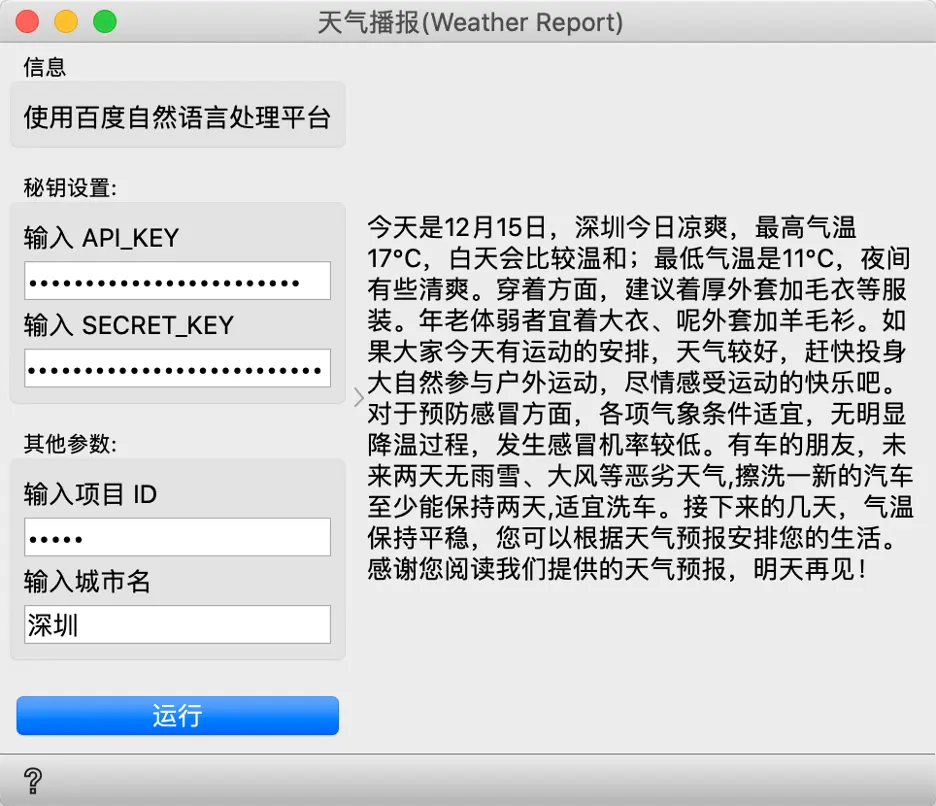 天气播报(Weather Report)
信息
使用百度自然语言处理平台
秘钥设置:
输入 API_KEY
••••••••••••••••••••••••
输入 SECRET_KEY
••••••••••••••••••••••••••
其他参数:
输入项目 ID
•••••
输入城市名
深圳
运行
今天是12月15日，深圳今日凉爽，最高气温
17°C，白天会比较温和；最低气温是11°C，夜间
有些清爽。穿着方面，建议着厚外套加毛衣等服
装。年老体弱者宜着大衣、呢外套加羊毛衫。如
果大家今天有运动的安排，天气较好，赶快投身
大自然参与户外运动，尽情感受运动的快乐吧。
对于预防感冒方面，各项气象条件适宜，无明显
降温过程，发生感冒机率较低。有车的朋友，未
来两天无雨雪、大风等恶劣天气,擦洗一新的汽车
至少能保持两天,适宜洗车。接下来的几天，气温
保持平稳，您可以根据天气预报安排您的生活。
感谢您阅读我们提供的天气预报，明天再见！
?